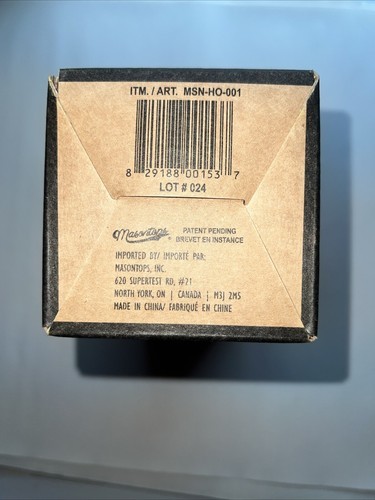 ITM. / ART. MSN-HO-001
8 29188 00153 7
LOT # 024
Masontops ®
PATENT PENDING
BREVET EN INSTANCE
IMPORTED BY/ IMPORTÉ PAR:
MASONTOPS, INC.
620 SUPERTEST RD, #21
NORTH YORK, ON | CANADA | M3J 2M5
MADE IN CHINA/ FABRIQUÉ EN CHINE